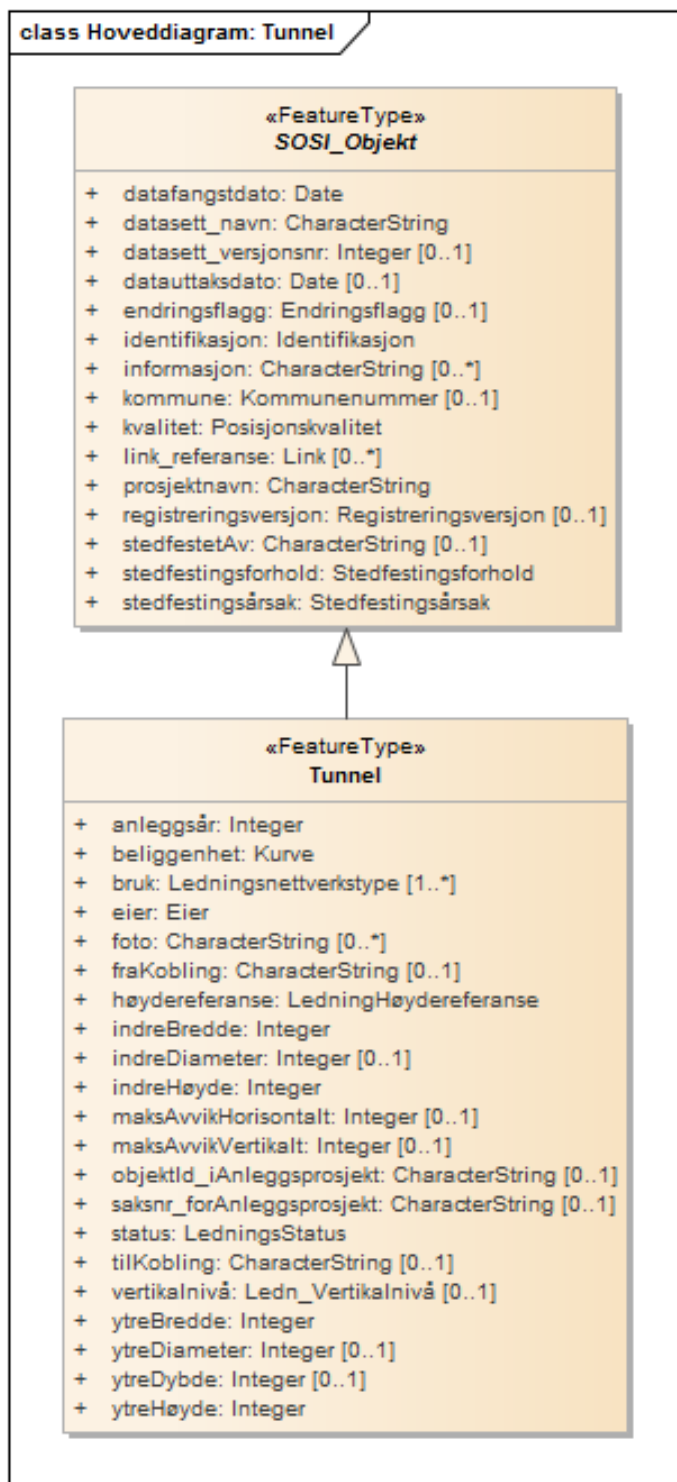 class Hoveddiagram: Tunnel
«FeatureType»
SOSI_Objekt
+ datafangstdato: Date
+ datasett_navn: CharacterString
+ datasett_versjonsnr: Integer [0..1]
+ datauttaksdato: Date [0..1]
+ endringsflagg: Endringsflagg [0..1]
+ identifikasjon: Identifikasjon
+ informasjon: CharacterString [0..*]
+ kommune: Kommunenummer [0..1]
+ kvalitet: Posisjonskvalitet
+ link_referanse: Link [0..*]
+ prosjektnavn: CharacterString
+ registreringsversjon: Registreringsversjon [0..1]
+ stedfestetAv: CharacterString [0..1]
+ stedfestingsforhold: Stedfestingsforhold
+ stedfestingsårsak: Stedfestingsårsak
«FeatureType»
Tunnel
+ anleggsår: Integer
+ beliggenhet: Kurve
+ bruk: Ledningsnettverkstype [1..*]
+ eier: Eier
+ foto: CharacterString [0..*]
+ fraKobling: CharacterString [0..1]
+ høydereferanse: LedningHøydereferanse
+ indreBredde: Integer
+ indreDiameter: Integer [0..1]
+ indreHøyde: Integer
+ maksAvvikHorisontalt: Integer [0..1]
+ maksAvvikVertikalt: Integer [0..1]
+ objektId_iAnleggsprosjekt: CharacterString [0..1]
+ saksnr_forAnleggsprosjekt: CharacterString [0..1]
+ status: LedningsStatus
+ tilKobling: CharacterString [0..1]
+ vertikalnivå: Ledn_Vertikalnivå [0..1]
+ ytreBredde: Integer
+ ytreDiameter: Integer [0..1]
+ ytreDybde: Integer [0..1]
+ ytreHøyde: Integer